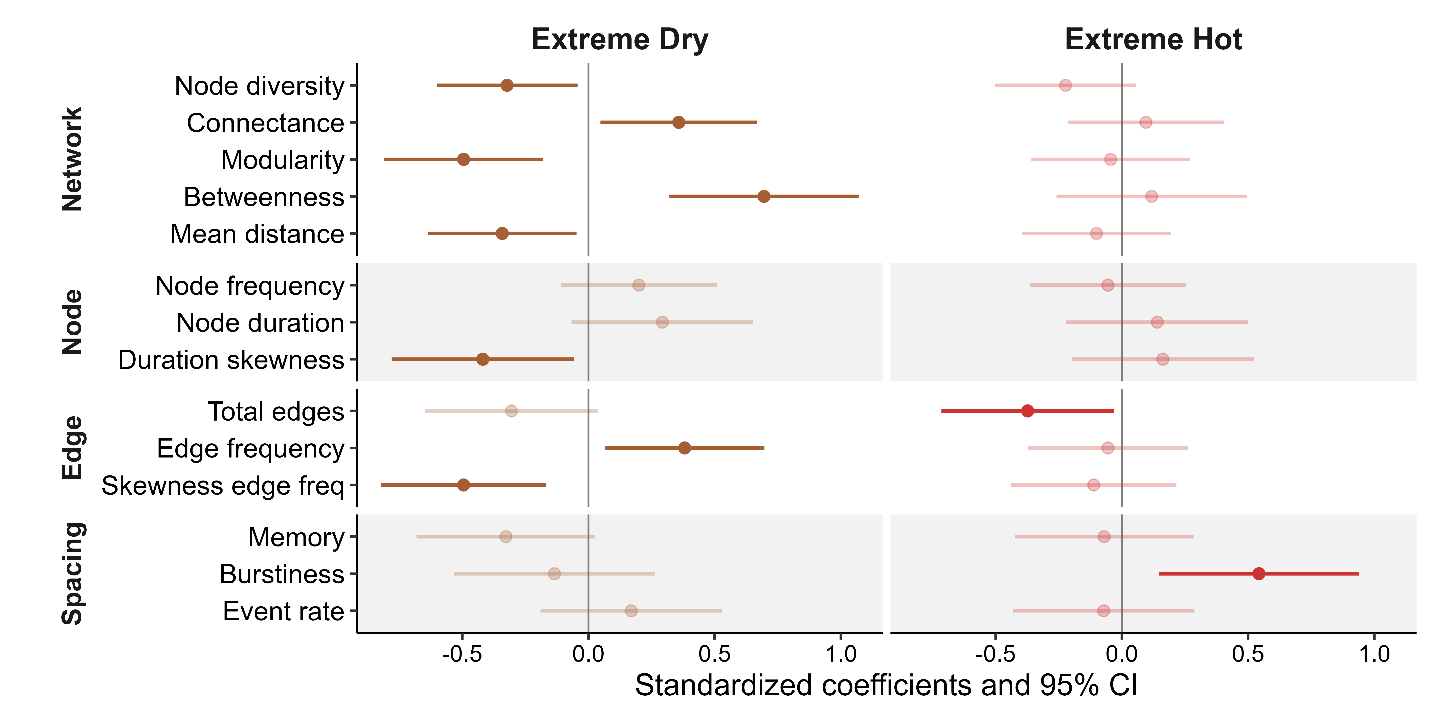 Extreme Dry
Extreme Hot
Network
Node diversity
Connectance
Modularity
Betweenness
Mean distance
Node
Node frequency
Node duration
Duration skewness
Edge
Total edges
Edge frequency
Skewness edge freq
Spacing
Memory
Burstiness
Event rate
-0.5 0.0 0.5 1.0
-0.5 0.0 0.5 1.0
Standardized coefficients and 95% CI